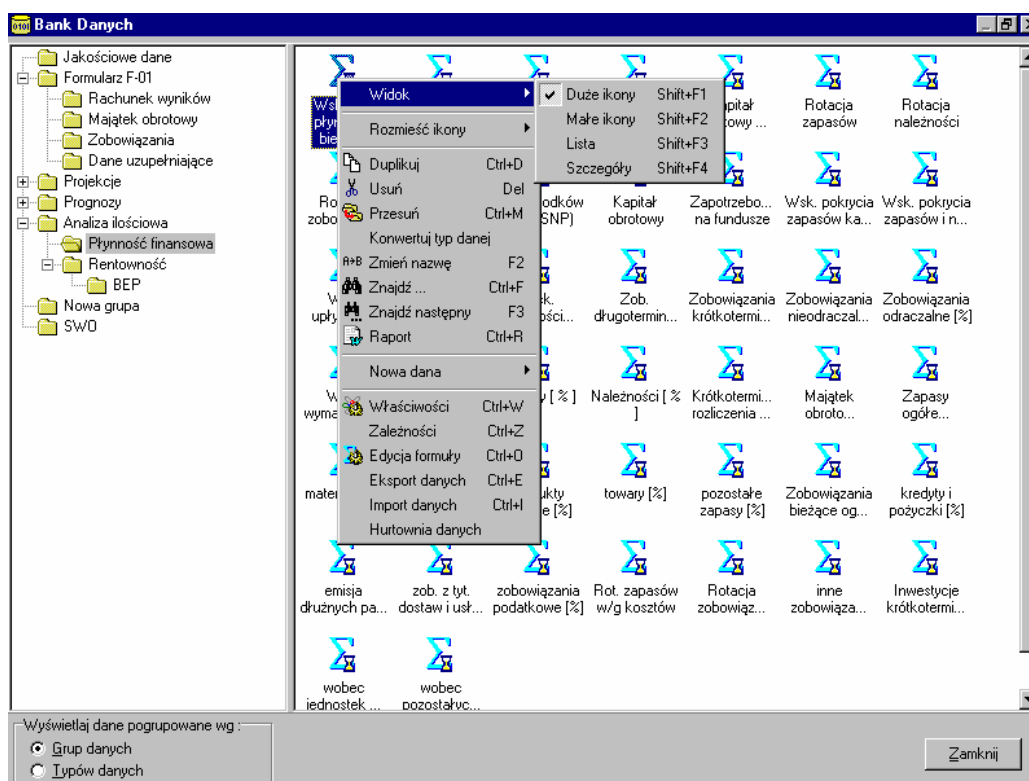 Bank Danych
Jakościowe dane
Formularz F-01
Rachunek wyników
Majątek obrotowy
Zobowiązania
Dane uzupełniające
Projekcje
Prognozy
Analiza ilościowa
Płynność finansowa
Rentowność
BEP
Nowa grupa
SWO
Widok
Rozmieść ikony
Duplikuj Ctrl+D
Usuń Del
Przesuń Ctrl+M
Konwertuj typ danej
Zmień nazwę F2
Znajdź ... Ctrl+F
Znajdź następny F3
Raport Ctrl+R
Nowa dana
Właściwości Ctrl+W
Zależności Ctrl+Z
Edycja formuły Ctrl+O
Eksport danych Ctrl+E
Import danych Ctrl+I
Hurtownia danych
Duże ikony Shift+F1
Małe ikony Shift+F2
Lista Shift+F3
Szczegóły Shift+F4
Rotacja
zapasów
Rotacja
należności
Kapitał
obrotowy
Zapotrzebo...
na fundusze
Wsk. pokrycia
zapasów ka...
Wsk. pokrycia
zapasów i n...
Zob.
długotermin...
Zobowiązania
krótkotermi...
Zobowiązania
nieodraczal...
Zobowiązania
odraczalne [%]
Należności [ %
]
Krótkotermi...
rozliczenia ...
Majątek
obroto...
Zapasy
ogółe...
towary [%]
pozostałe
zapasy [%]
Zobowiązania
bieżące og...
kredyty i
pożyczki [%]
emisja
dłużnych pa...
zob. z tyt.
dostaw i usł...
zobowiązania
podatkowe [%]
Rot. zapasów
w/g kosztów
Rotacja
zobowiąz...
inne
zobowiąza...
Inwestycje
krótkotermi...
wobec
jednostek ...
wobec
pozostałyc...
Wyświetlaj dane pogrupowane wg :
Grup danych
Typów danych
Zamknij